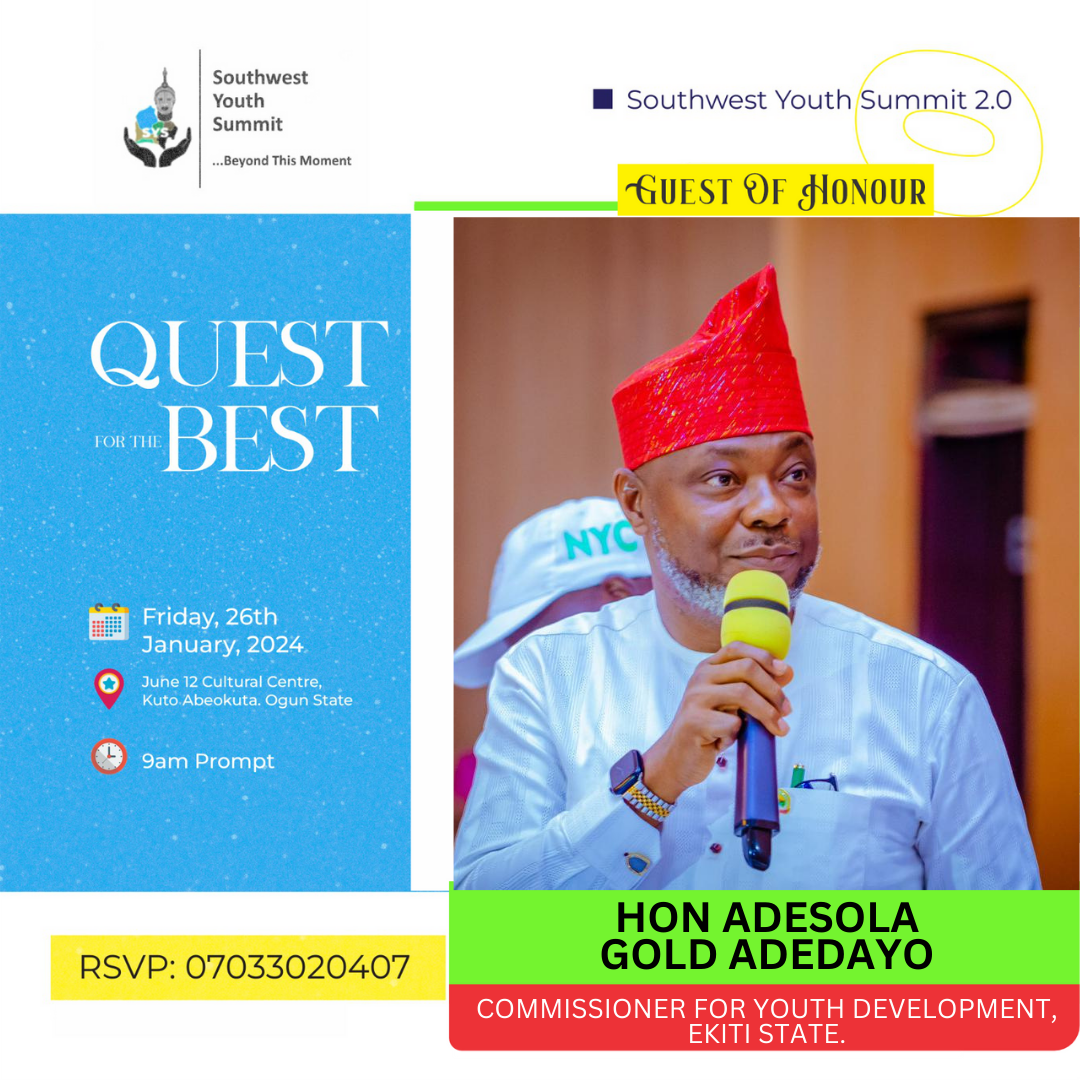 Southwest
Youth
Summit
...Beyond This Moment
SYS
Southwest Youth Summit 2.0
GUEST OF HONOUR
QUEST
FOR THE BEST
NYC
Friday, 26th
January, 2024
June 12 Cultural Centre,
Kuto Abeokuta. Ogun State
9am Prompt
RSVP: 07033020407
HON ADESOLA
GOLD ADEDAYO
COMMISSIONER FOR YOUTH DEVELOPMENT,
EKITI STATE.